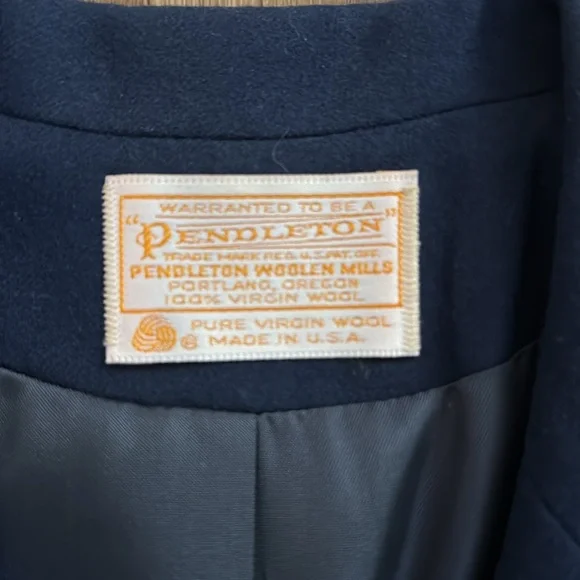 WARRANTED TO BE A
"PENDLETON"
TRADE MARK REG. U.S. PAT. OFF.
PENDLETON WOOLEN MILLS
PORTLAND, OREGON
100% VIRGIN WOOL
PURE VIRGIN WOOL
® MADE IN U.S.A.